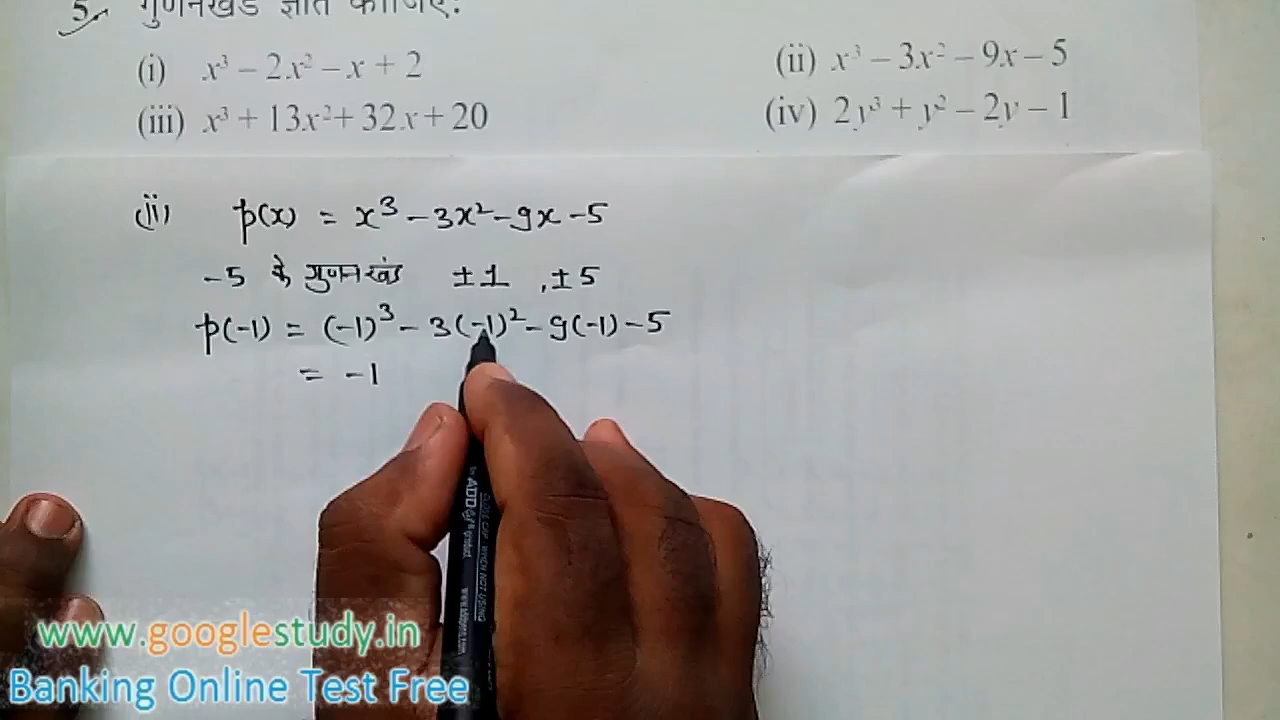 5. गुणनखंड ज्ञात कीजिए:
(i) x³ – 2x² – x + 2
(ii) x³ – 3x² – 9x – 5
(iii) x³ + 13x² + 32x + 20
(iv) 2y³ + y² – 2y – 1
(ii) p(x) = x³ – 3x² – 9x – 5
-5 के गुणनखंड ±1 , ±5
p(-1) = (-1)³ – 3(-1)² – 9(-1) – 5
= -1
ADD
www.googlestudy.in
Banking Online Test Free